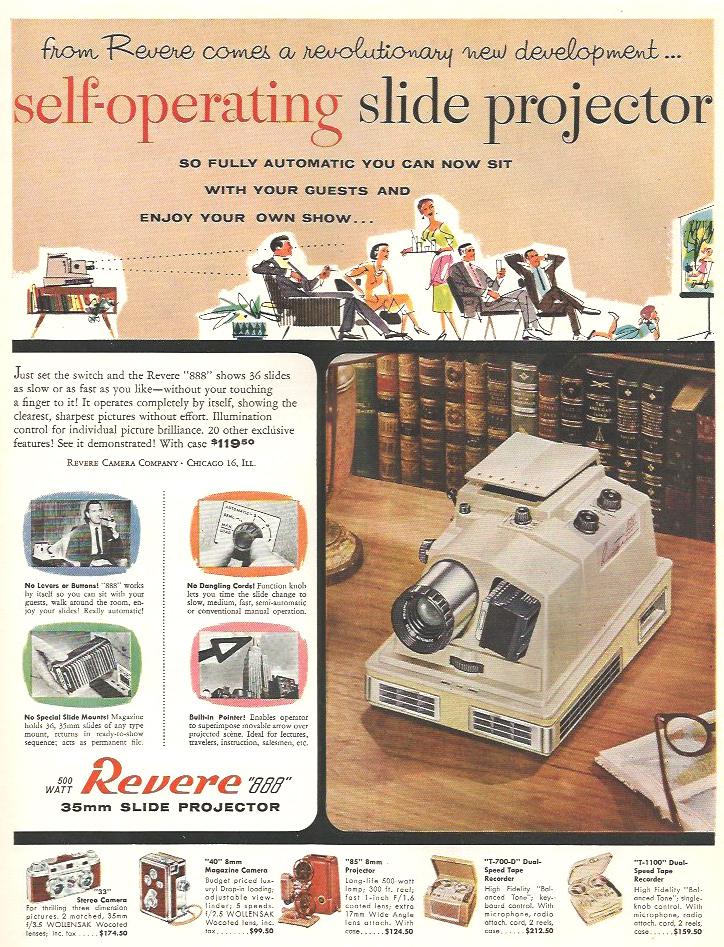 from Revere comes a revolutionary new development ...
self-operating slide projector
SO FULLY AUTOMATIC YOU CAN NOW SIT
WITH YOUR GUESTS AND
ENJOY YOUR OWN SHOW...
Just set the switch and the Revere "888" shows 36 slides
as slow or as fast as you like—without your touching
a finger to it! It operates completely by itself, showing the
clearest, sharpest pictures without effort. Illumination
control for individual picture brilliance. 20 other exclusive
features! See it demonstrated! With case $119⁵⁰
REVERE CAMERA COMPANY · CHICAGO 16, ILL.
No Levers or Buttons! "888" works
by itself so you can sit with your
guests, walk around the room, en-
joy your slides! Really automatic!
AUTOMATIC
SEMI
No Dangling Cords! Function knob
lets you time the slide change to
slow, medium, fast, semi-automatic
or conventional manual operation.
No Special Slide Mounts! Magazine
holds 36, 35mm slides of any type
mount, returns in ready-to-show
sequence; acts as permanent file.
Built-in Pointer! Enables operator
to superimpose movable arrow over
projected scene. Ideal for lectures,
travelers, instruction, salesmen, etc.
500
WATT
Revere "888"
35mm SLIDE PROJECTOR
"33"
Stereo Camera
For thrilling three dimension
pictures. 2 matched, 35mm
f/3.5 WOLLENSAK Wocoted
lenses; inc. tax.....$174.50
"40" 8mm
Magazine Camera
Budget priced lux-
ury! Drop-in loading;
adjustable view-
finder; 5 speeds.
f/2.5 WOLLENSAK
Wocoted lens, inc.
tax........$99.50
"85" 8mm
Projector
Long-life 500-watt
lamp; 300 ft. reel;
fast 1-inch F/1.6
coated lens; extra
17mm Wide Angle
lens attach. With
case.....$124.50
"T-700-D" Dual-
Speed Tape
Recorder
High Fidelity "Bal-
anced Tone"; key-
board control. With
microphone, radio
attach. cord, 2 reels,
case......$212.50
"T-1100" Dual-
Speed Tape
Recorder
High Fidelity "Bal-
anced Tone"; single-
knob control. With
microphone, radio
attach. cord, 2 reels,
case......$159.50